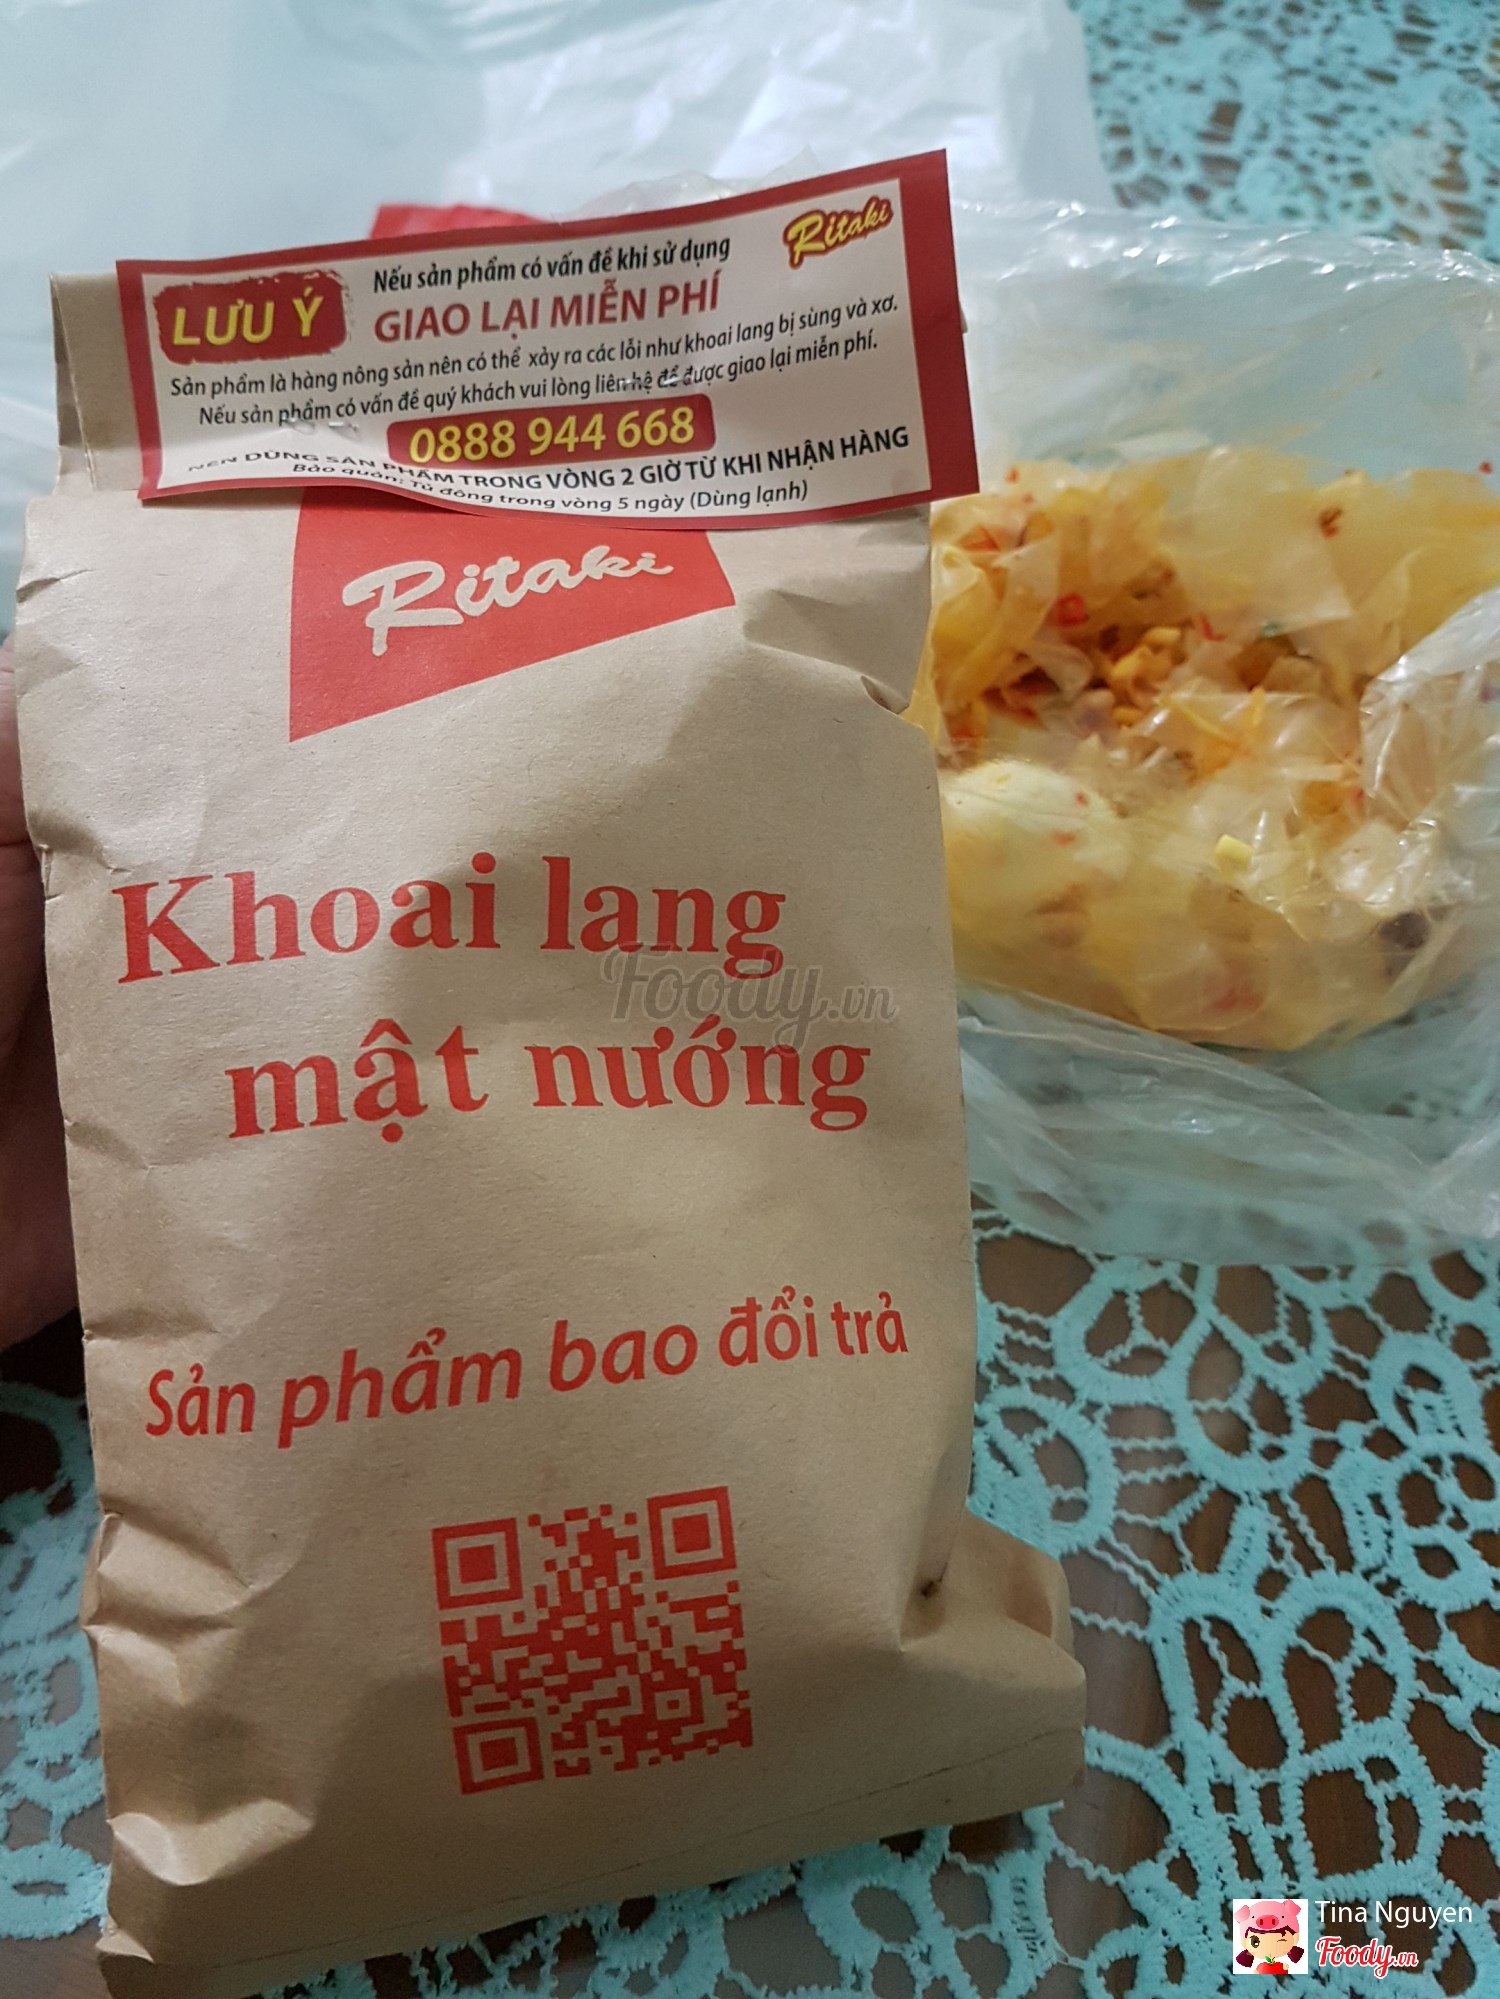 LƯU Ý
Nếu sản phẩm có vấn đề khi sử dụng
Ritaki
GIAO LẠI MIỄN PHÍ
Sản phẩm là hàng nông sản nên có thể xảy ra các lỗi như khoai lang bị sùng và xơ.
Nếu sản phẩm có vấn đề quý khách vui lòng liên hệ để được giao lại miễn phí.
0888 944 668
NÊN DÙNG SẢN PHẨM TRONG VÒNG 2 GIỜ TỪ KHI NHẬN HÀNG
Bảo quản: Tủ đông trong vòng 5 ngày (Dùng lạnh)
Ritaki
Khoai lang
mật nướng
Foody.vn
Sản phẩm bao đổi trả
Tina Nguyen
Foody.vn